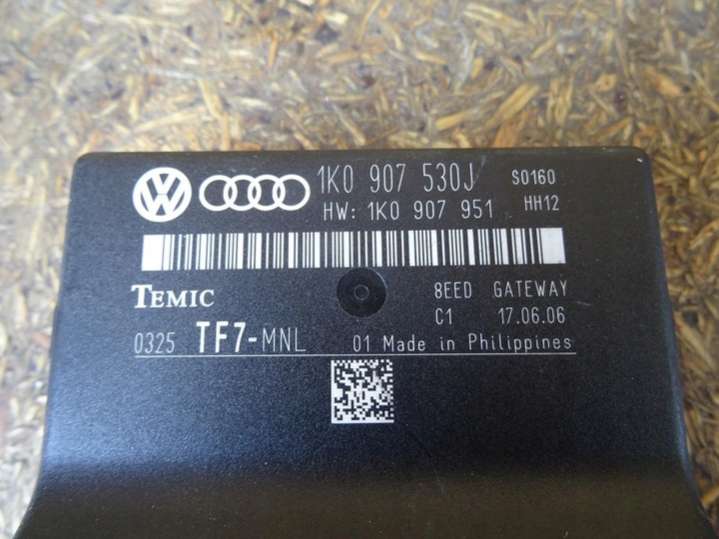 1K0 907 530J S0160
HW: 1K0 907 951 HH12
TEMIC 8EED GATEWAY
C1 17.06.06
0325 TF7-MNL 01 Made in Philippines